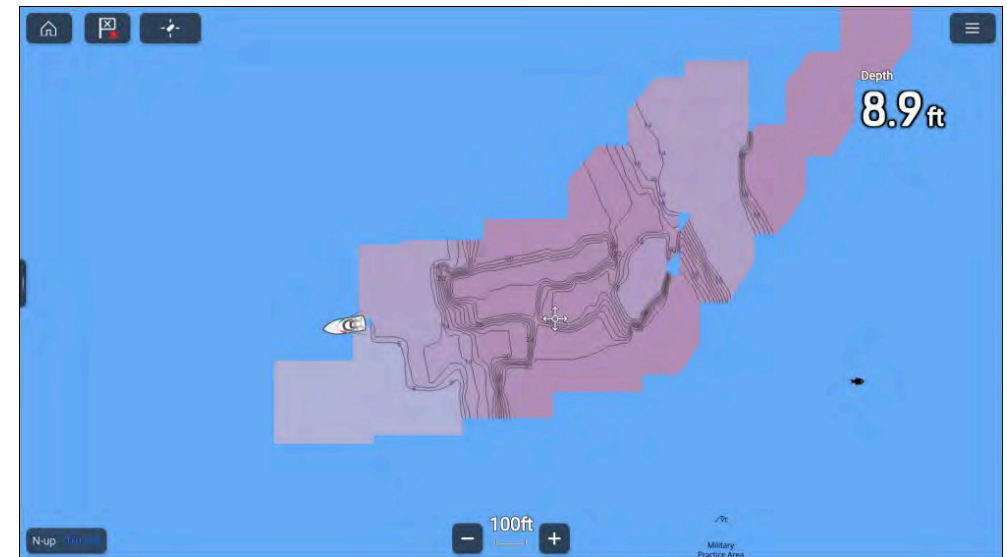 Depth
8.9 ft
100ft
N-up
Military
Practice Area